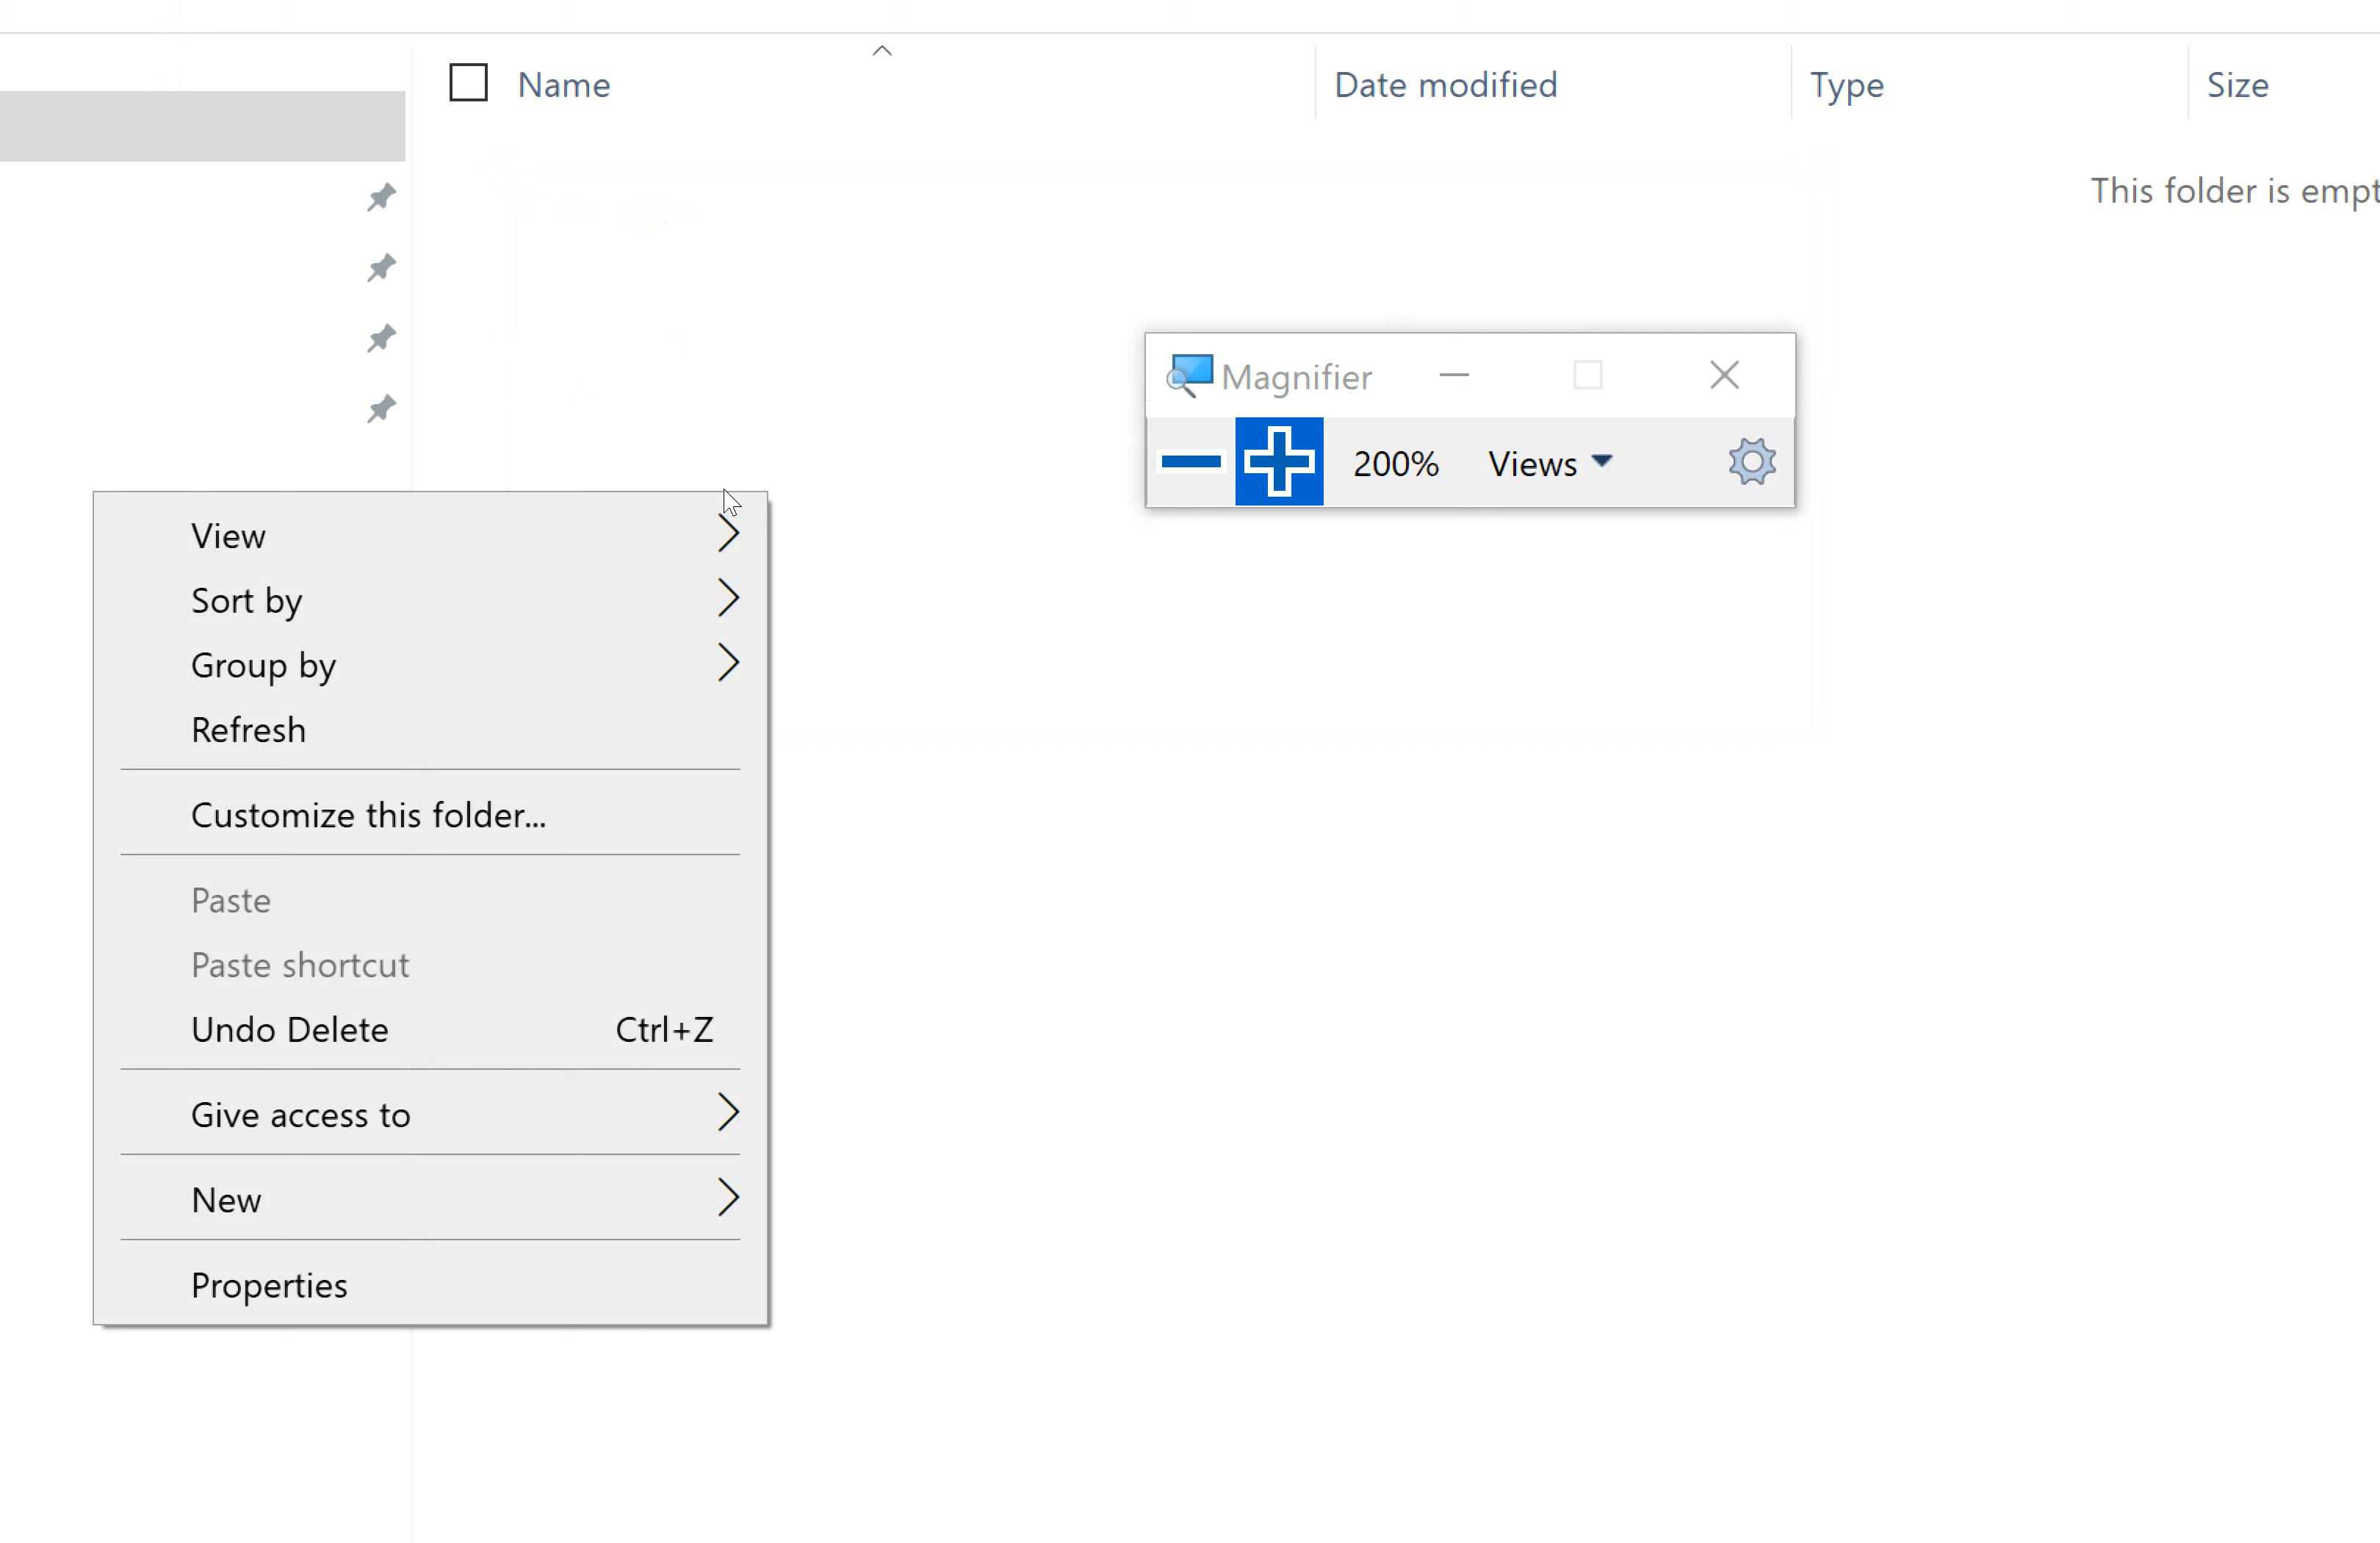 Name
Date modified
Type
Size
This folder is empt
Magnifier
200%
Views
View
Sort by
Group by
Refresh
Customize this folder...
Paste
Paste shortcut
Undo Delete Ctrl+Z
Give access to
New
Properties